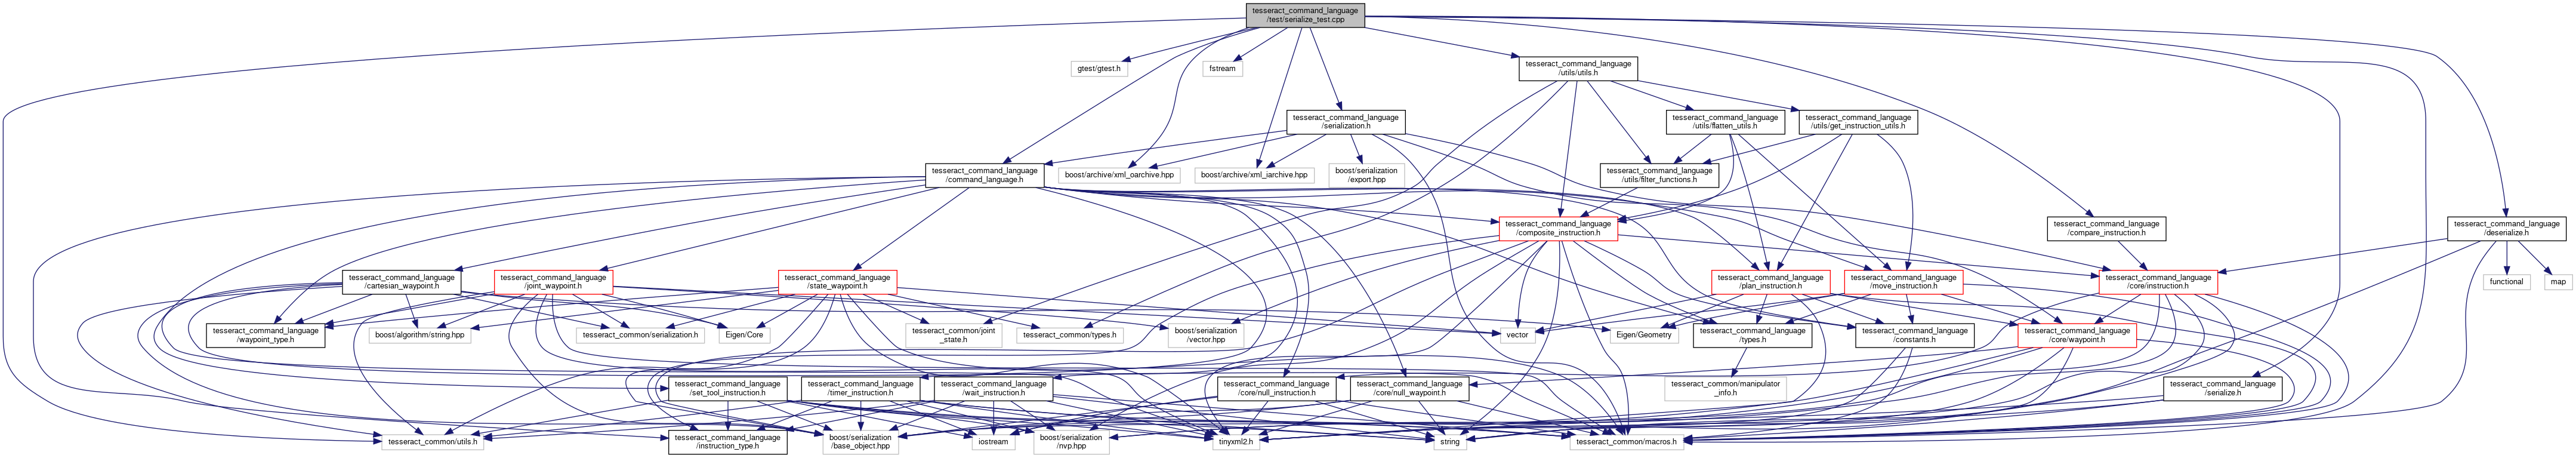 tesseract_command_language
/test/serialize_test.cpp
gtest/gtest.h
fstream
tesseract_command_language
/utils/utils.h
tesseract_command_language
/serialization.h
tesseract_command_language
/utils/flatten_utils.h
tesseract_command_language
/utils/get_instruction_utils.h
tesseract_command_language
/command_language.h
boost/archive/xml_oarchive.hpp
boost/archive/xml_iarchive.hpp
boost/serialization
/export.hpp
tesseract_command_language
/utils/filter_functions.h
tesseract_command_language
/composite_instruction.h
tesseract_command_language
/compare_instruction.h
tesseract_command_language
/deserialize.h
tesseract_command_language
/cartesian_waypoint.h
tesseract_command_language
/joint_waypoint.h
tesseract_command_language
/state_waypoint.h
tesseract_command_language
/plan_instruction.h
tesseract_command_language
/move_instruction.h
tesseract_command_language
/core/instruction.h
functional
map
tesseract_command_language
/waypoint_type.h
boost/algorithm/string.hpp
tesseract_common/serialization.h
Eigen/Core
tesseract_common/joint
_state.h
tesseract_common/types.h
boost/serialization
/vector.hpp
vector
Eigen/Geometry
tesseract_command_language
/types.h
tesseract_command_language
/constants.h
tesseract_command_language
/core/waypoint.h
tesseract_command_language
/set_tool_instruction.h
tesseract_command_language
/timer_instruction.h
tesseract_command_language
/wait_instruction.h
tesseract_command_language
/core/null_instruction.h
tesseract_command_language
/core/null_waypoint.h
tesseract_common/manipulator
_info.h
tesseract_command_language
/serialize.h
tesseract_common/utils.h
tesseract_command_language
/instruction_type.h
boost/serialization
/base_object.hpp
iostream
boost/serialization
/nvp.hpp
tinyxml2.h
string
tesseract_common/macros.h